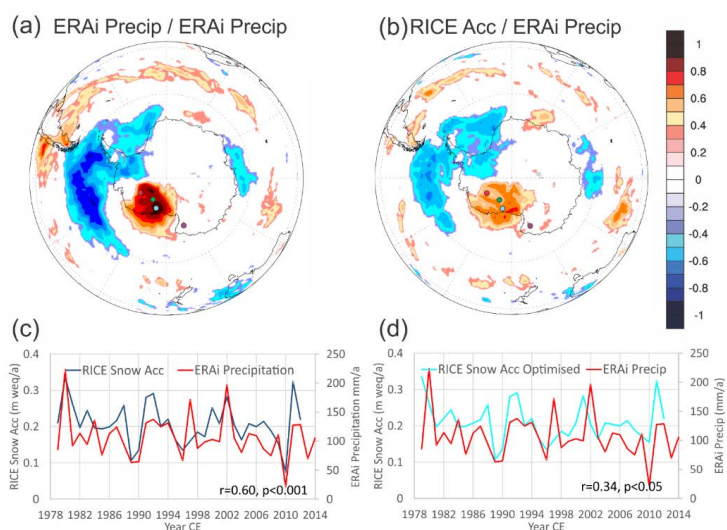 (a) ERAi Precip / ERAi Precip
(b) RICE Acc / ERAi Precip
1
0.8
0.6
0.4
0.2
0
-0.2
-0.4
-0.6
-0.8
-1
(c)
RICE Snow Acc (m weq/a)
0.4
0.3
0.2
0.1
0
RICE Snow Acc ERAi Precipitation
250
200
150
100
50
0
ERAi Precipitation mm/a
r=0.60, p<0.001
1978 1982 1986 1990 1994 1998 2002 2006 2010 2014
Year CE
(d)
RICE Snow Acc (m weq/a)
0.4
0.3
0.2
0.1
0
RICE Snow Acc Optimised ERAi Precip
250
200
150
100
50
0
ERAi Precip mm/a
r=0.34, p<0.05
1978 1982 1986 1990 1994 1998 2002 2006 2010 2014
Year CE